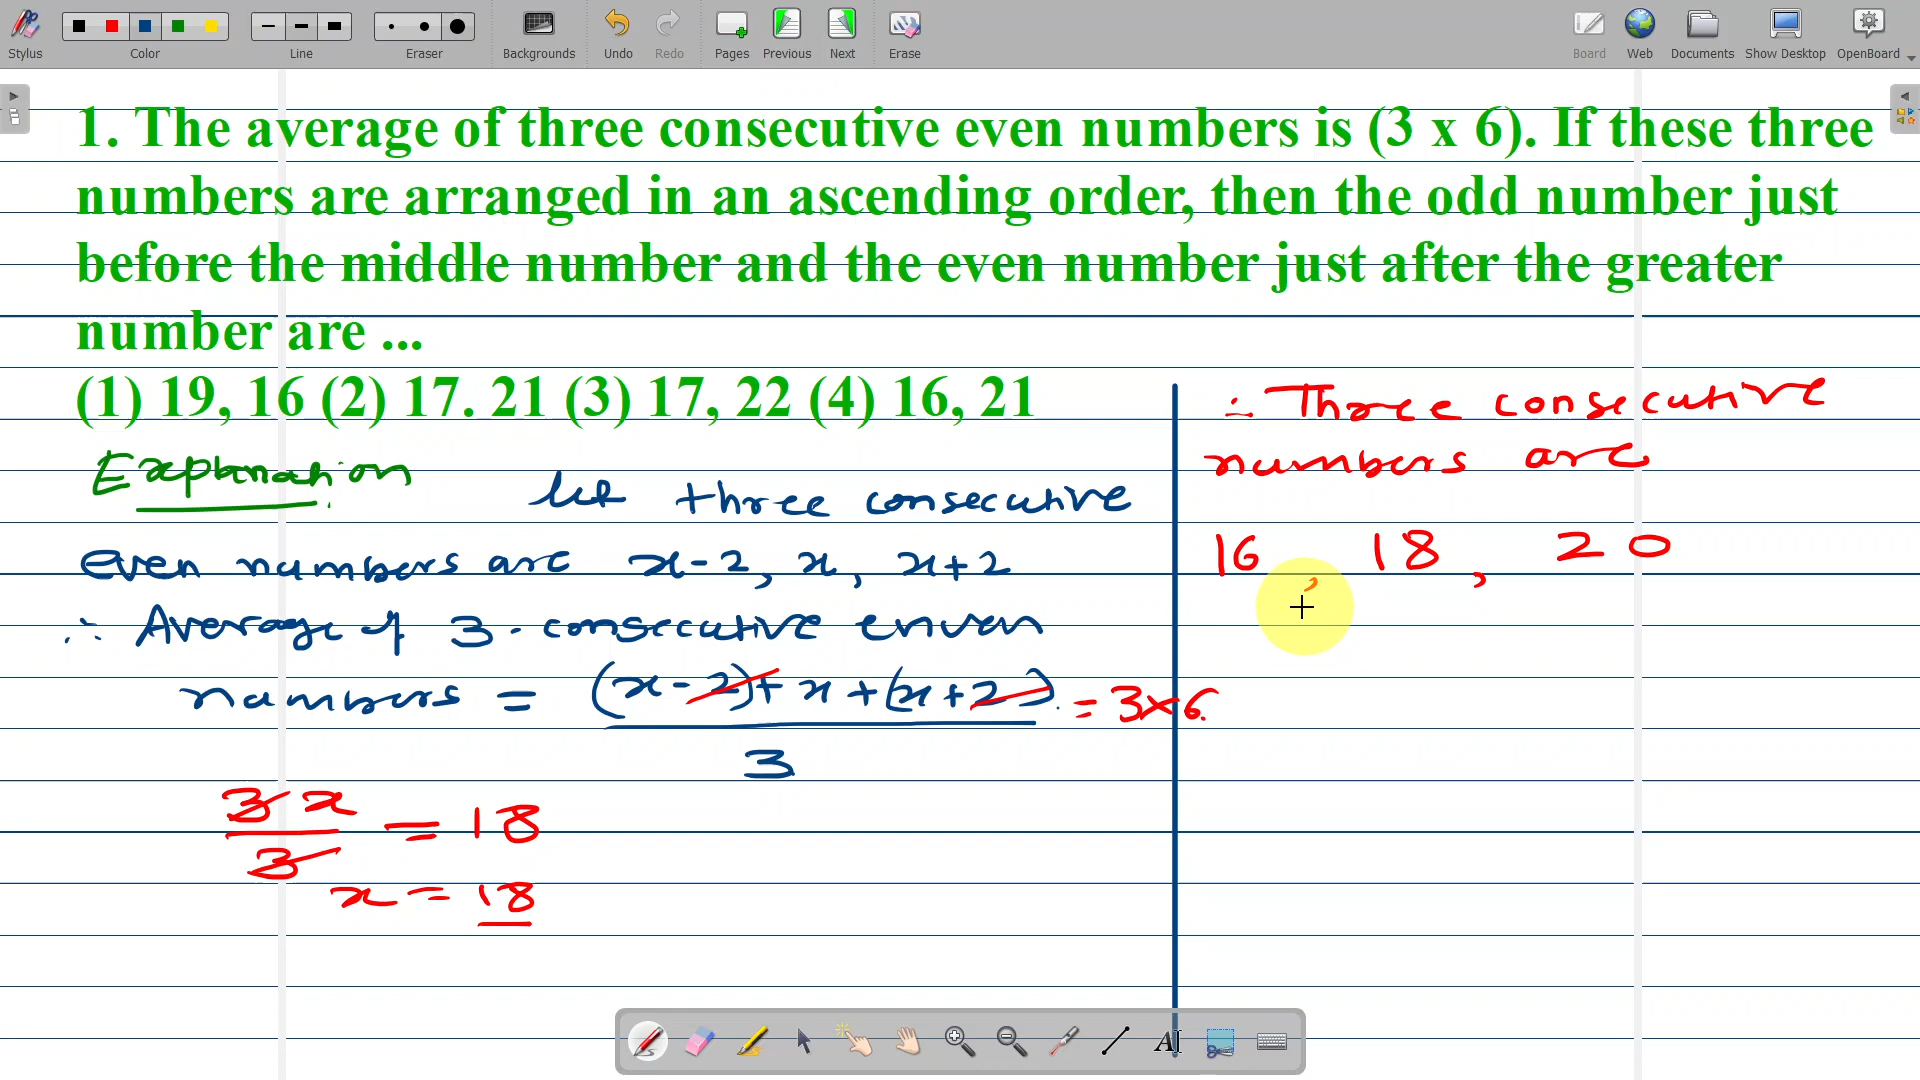 Stylus Color Line Eraser Backgrounds Undo Redo Pages Previous Next Erase Board Web Documents Show Desktop OpenBoard
1. The average of three consecutive even numbers is (3 x 6). If these three
numbers are arranged in an ascending order, then the odd number just
before the middle number and the even number just after the greater
number are ...
(1) 19, 16 (2) 17. 21 (3) 17, 22 (4) 16, 21
Explanation
let three consecutive
even numbers are x-2, x, x+2
∴ Average of 3 - consecutive enven
numbers = (x-2)+x+(x+2) = 3×6
3
3x
3
= 18
x = 18
∴ Three consecutive
numbers are
16 , 18 , 20